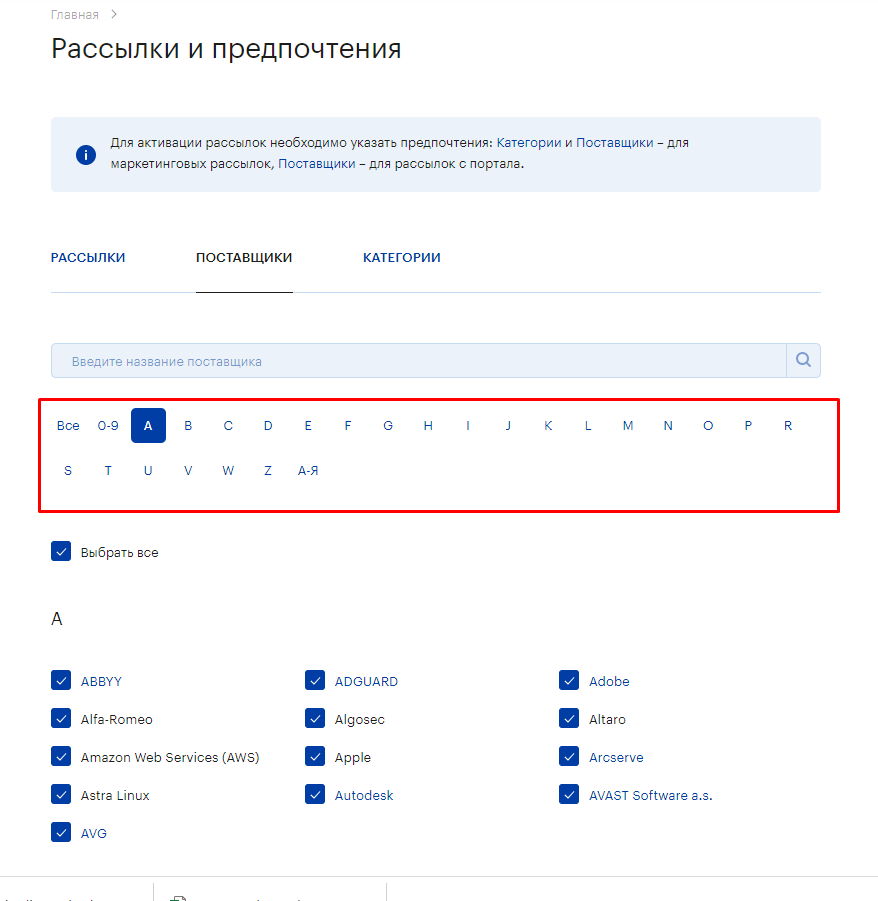 Главная
Рассылки и предпочтения
Для активации рассылок необходимо указать предпочтения: Категории и Поставщики – для
маркетинговых рассылок, Поставщики – для рассылок с портала.
РАССЫЛКИ ПОСТАВЩИКИ КАТЕГОРИИ
Введите название поставщика
Все 0-9 A B C D E F G H I J K L M N O P R
S T U V W Z А-Я
Выбрать все
A
ABBYY ADGUARD Adobe
Alfa-Romeo Algosec Altaro
Amazon Web Services (AWS) Apple Arcserve
Astra Linux Autodesk AVAST Software a.s.
AVG